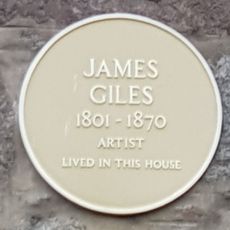 JAMES
GILES
1801 - 1870
ARTIST
LIVED IN THIS HOUSE